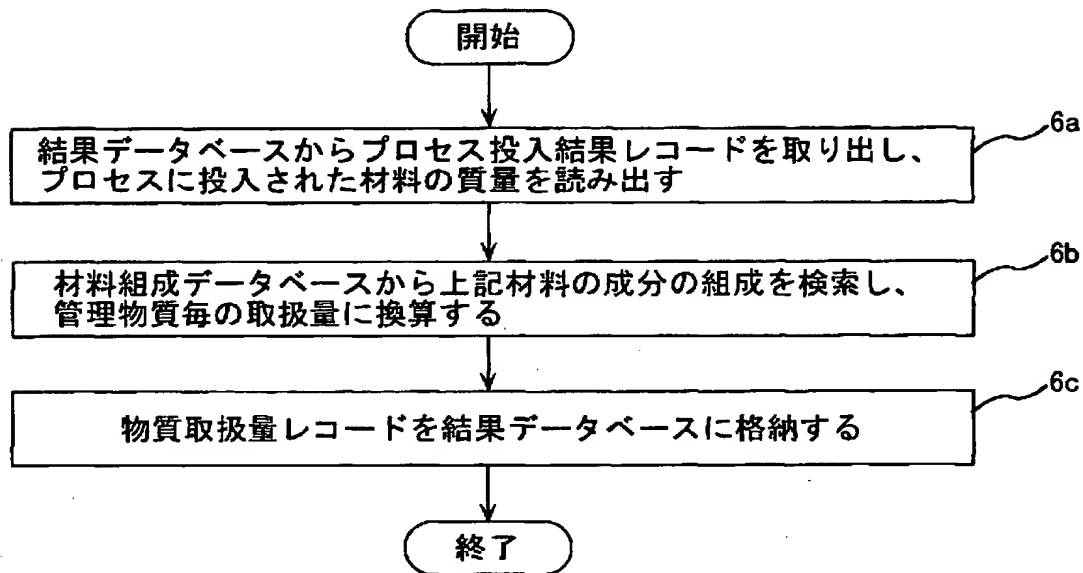 開始
6a
結果データベースからプロセス投入結果レコードを取り出し、
プロセスに投入された材料の質量を読み出す
6b
材料組成データベースから上記材料の成分の組成を検索し、
管理物質毎の取扱量に換算する
6c
物質取扱量レコードを結果データベースに格納する
終了